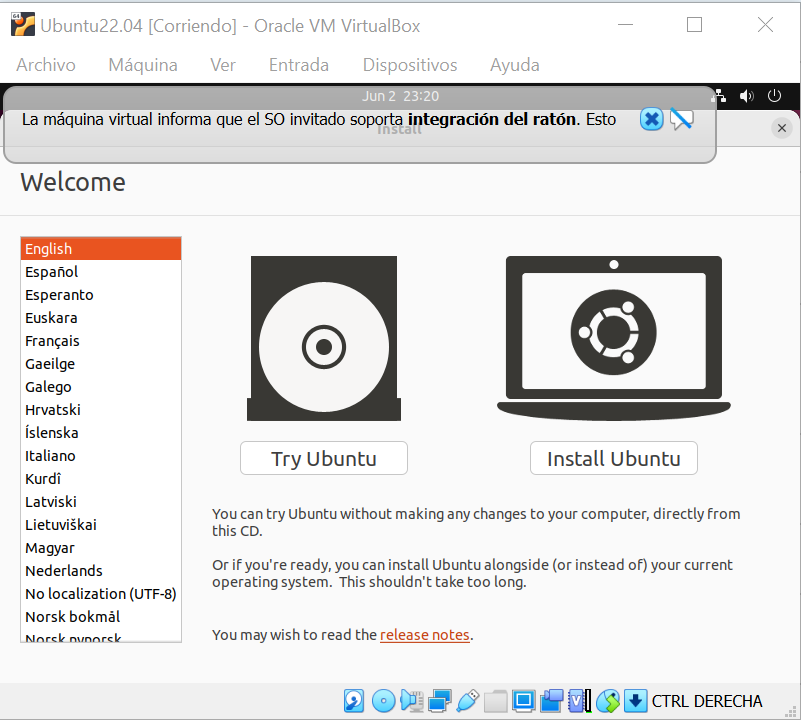 Ubuntu22.04 [Corriendo] - Oracle VM VirtualBox
Archivo Máquina Ver Entrada Dispositivos Ayuda
Jun 2 23:20
La máquina virtual informa que el SO invitado soporta integración del ratón. Esto
Install
Welcome
English
Español
Esperanto
Euskara
Français
Gaeilge
Galego
Hrvatski
Íslenska
Italiano
Kurdî
Latviski
Lietuviškai
Magyar
Nederlands
No localization (UTF-8)
Norsk bokmål
Norsk nynorsk
Try Ubuntu
Install Ubuntu
You can try Ubuntu without making any changes to your computer, directly from
this CD.
Or if you're ready, you can install Ubuntu alongside (or instead of) your current
operating system. This shouldn't take too long.
You may wish to read the release notes.
CTRL DERECHA